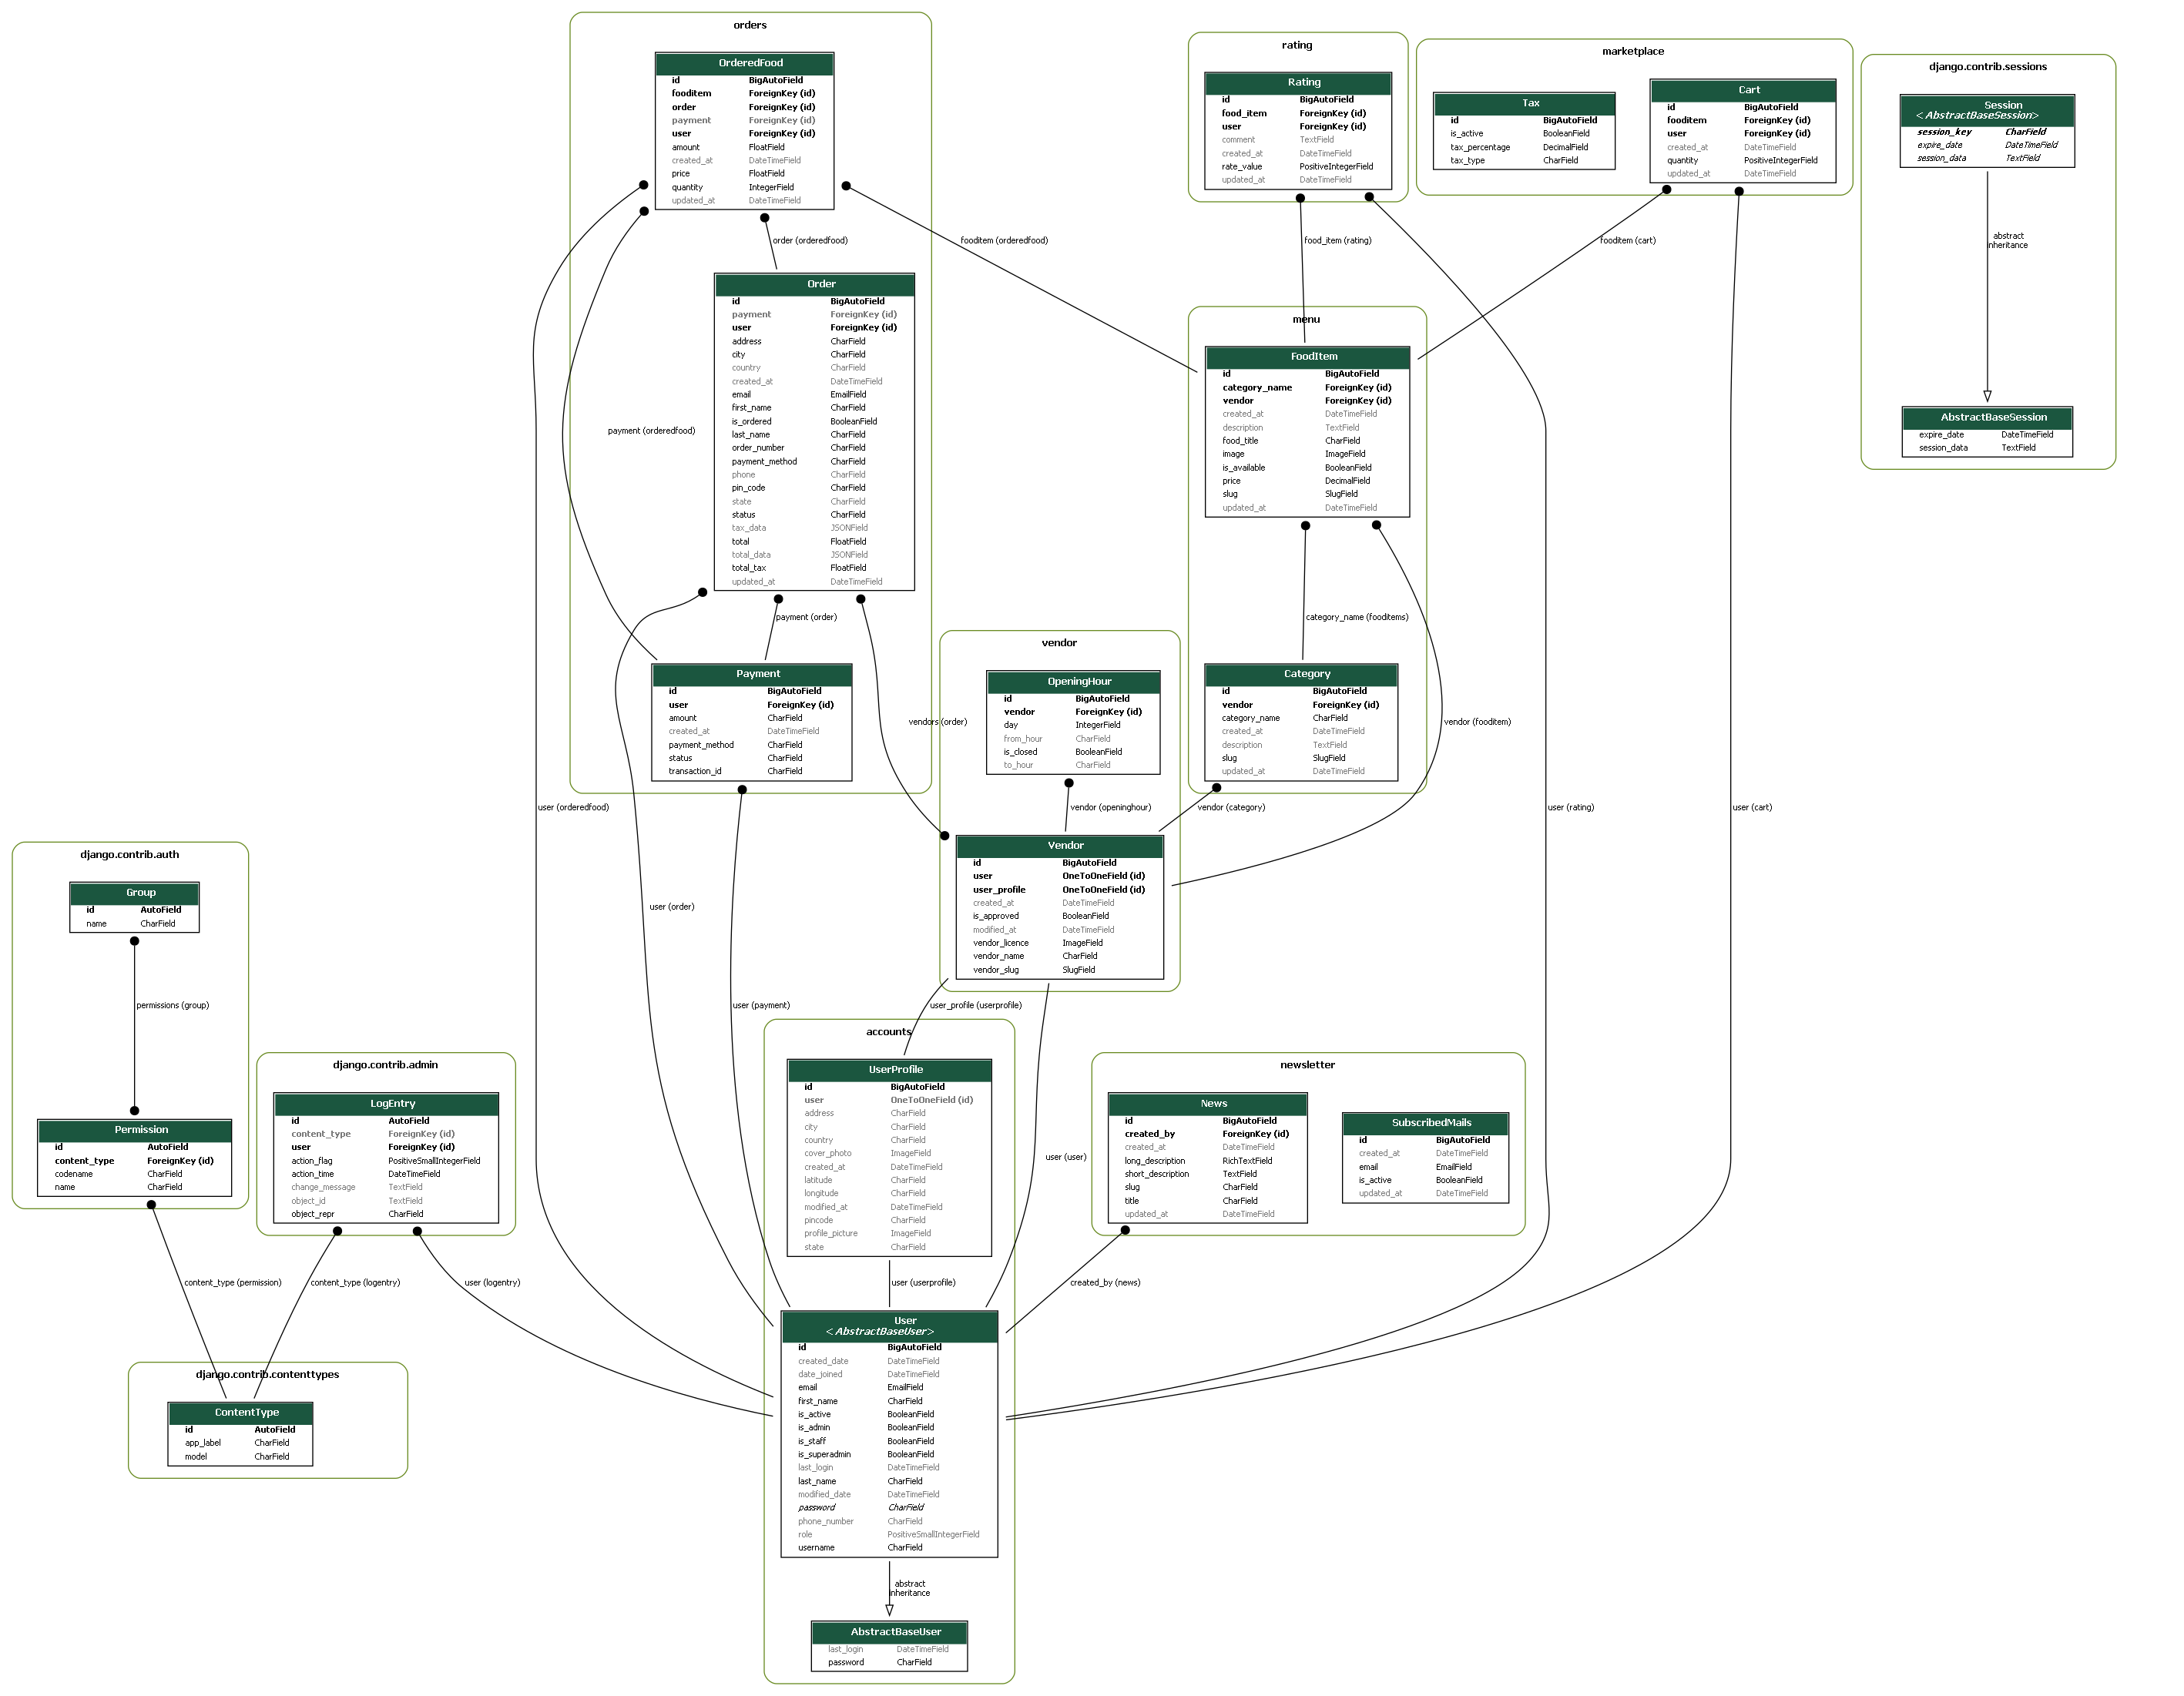 orders
OrderedFood
id BigAutoField
fooditem ForeignKey (id)
order ForeignKey (id)
payment ForeignKey (id)
user ForeignKey (id)
amount FloatField
created_at DateTimeField
price FloatField
quantity IntegerField
updated_at DateTimeField
order (orderedfood)
fooditem (orderedfood)
Order
id BigAutoField
payment ForeignKey (id)
user ForeignKey (id)
address CharField
city CharField
country CharField
created_at DateTimeField
email EmailField
first_name CharField
is_ordered BooleanField
last_name CharField
order_number CharField
payment_method CharField
phone CharField
pin_code CharField
state CharField
status CharField
tax_data JSONField
total FloatField
total_data JSONField
total_tax FloatField
updated_at DateTimeField
payment (orderedfood)
payment (order)
Payment
id BigAutoField
user ForeignKey (id)
amount CharField
created_at DateTimeField
payment_method CharField
status CharField
transaction_id CharField
vendors (order)
user (orderedfood)
user (order)
user (payment)
rating
Rating
id BigAutoField
food_item ForeignKey (id)
user ForeignKey (id)
comment TextField
created_at DateTimeField
rate_value PositiveIntegerField
updated_at DateTimeField
food_item (rating)
marketplace
Tax
id BigAutoField
is_active BooleanField
tax_percentage DecimalField
tax_type CharField
Cart
id BigAutoField
fooditem ForeignKey (id)
user ForeignKey (id)
created_at DateTimeField
quantity PositiveIntegerField
updated_at DateTimeField
fooditem (cart)
django.contrib.sessions
Session
<AbstractBaseSession>
session_key CharField
expire_date DateTimeField
session_data TextField
abstract
inheritance
AbstractBaseSession
expire_date DateTimeField
session_data TextField
menu
FoodItem
id BigAutoField
category_name ForeignKey (id)
vendor ForeignKey (id)
created_at DateTimeField
description TextField
food_title CharField
image ImageField
is_available BooleanField
price DecimalField
slug SlugField
updated_at DateTimeField
category_name (fooditems)
Category
id BigAutoField
vendor ForeignKey (id)
category_name CharField
created_at DateTimeField
description TextField
slug SlugField
updated_at DateTimeField
vendor (fooditem)
vendor
OpeningHour
id BigAutoField
vendor ForeignKey (id)
day IntegerField
from_hour CharField
is_closed BooleanField
to_hour CharField
vendor (openinghour)
vendor (category)
user (rating)
user (cart)
Vendor
id BigAutoField
user OneToOneField (id)
user_profile OneToOneField (id)
created_at DateTimeField
is_approved BooleanField
modified_at DateTimeField
vendor_licence ImageField
vendor_name CharField
vendor_slug SlugField
user_profile (userprofile)
user (user)
django.contrib.auth
Group
id AutoField
name CharField
permissions (group)
Permission
id AutoField
content_type ForeignKey (id)
codename CharField
name CharField
django.contrib.admin
LogEntry
id AutoField
content_type ForeignKey (id)
user ForeignKey (id)
action_flag PositiveSmallIntegerField
action_time DateTimeField
change_message TextField
object_id TextField
object_repr CharField
content_type (permission)
content_type (logentry)
user (logentry)
django.contrib.contenttypes
ContentType
id AutoField
app_label CharField
model CharField
accounts
UserProfile
id BigAutoField
user OneToOneField (id)
address CharField
city CharField
country CharField
cover_photo ImageField
created_at DateTimeField
latitude CharField
longitude CharField
modified_at DateTimeField
pincode CharField
profile_picture ImageField
state CharField
user (userprofile)
User
<AbstractBaseUser>
id BigAutoField
created_date DateTimeField
date_joined DateTimeField
email EmailField
first_name CharField
is_active BooleanField
is_admin BooleanField
is_staff BooleanField
is_superadmin BooleanField
last_login DateTimeField
last_name CharField
modified_date DateTimeField
password CharField
phone_number CharField
role PositiveSmallIntegerField
username CharField
abstract
inheritance
AbstractBaseUser
last_login DateTimeField
password CharField
newsletter
News
id BigAutoField
created_by ForeignKey (id)
created_at DateTimeField
long_description RichTextField
short_description TextField
slug CharField
title CharField
updated_at DateTimeField
SubscribedMails
id BigAutoField
created_at DateTimeField
email EmailField
is_active BooleanField
updated_at DateTimeField
created_by (news)